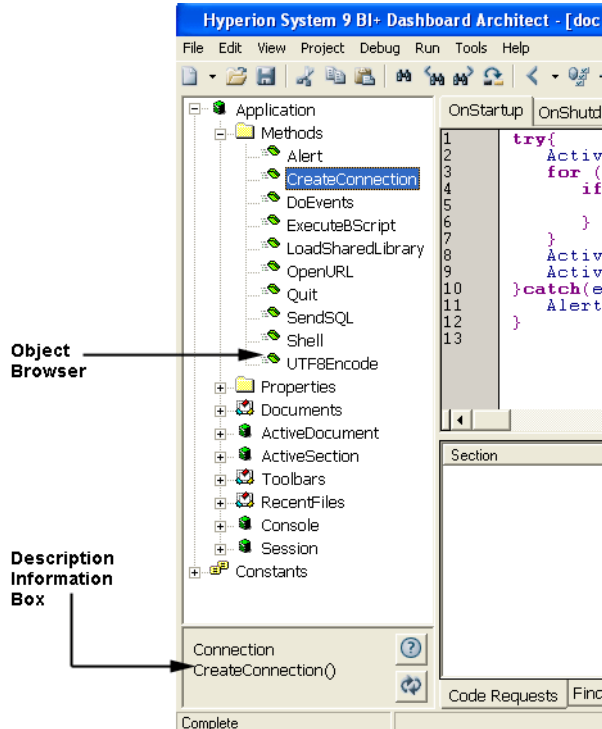 Hyperion System 9 BI+ Dashboard Architect - [doc
File Edit View Project Debug Run Tools Help
Application
Methods
Alert
CreateConnection
DoEvents
ExecuteBScript
LoadSharedLibrary
OpenURL
Quit
SendSQL
Shell
UTF8Encode
Properties
Documents
ActiveDocument
ActiveSection
Toolbars
RecentFiles
Console
Session
Constants
Object
Browser
Description
Information
Box
Connection
CreateConnection()
Complete
OnStartup OnShutd
1 try{
2 Activ
3 for (
4 if
5
6 }
7 }
8 Activ
9 Activ
10 }catch(e
11 Alert
12 }
13
Section
Code Requests Find